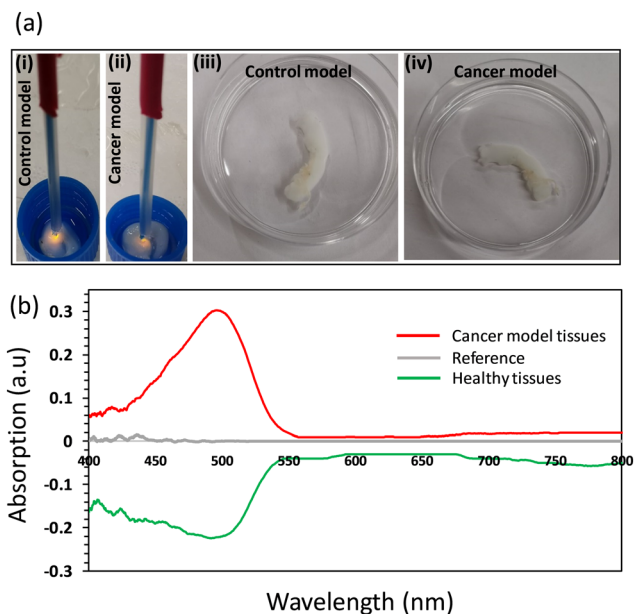 (a)
(i)
Control model
(ii)
Cancer model
(iii)
Control model
(iv)
Cancer model
(b)
0.3
0.2
0.1
0
-0.1
-0.2
-0.3
Absorption (a.u)
Cancer model tissues
Reference
Healthy tissues
400 450 500 550 600 650 700 750 800
Wavelength (nm)